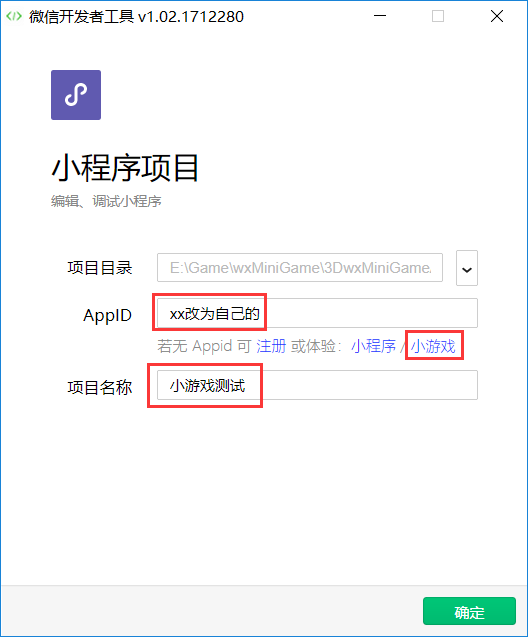 微信开发者工具 v1.02.1712280
小程序项目
编辑、调试小程序
项目目录 E:\Game\wxMiniGame\3DwxMiniGame.
AppID xx改为自己的
若无 Appid 可 注册 或体验: 小程序 / 小游戏
项目名称 小游戏测试
确定